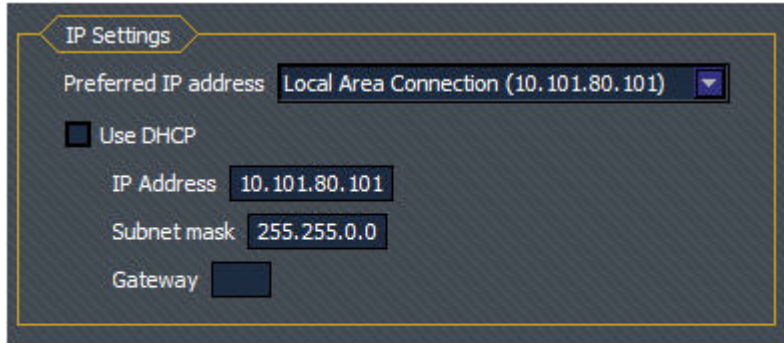 IP Settings
Preferred IP address Local Area Connection (10.101.80.101)
Use DHCP
IP Address 10.101.80.101
Subnet mask 255.255.0.0
Gateway